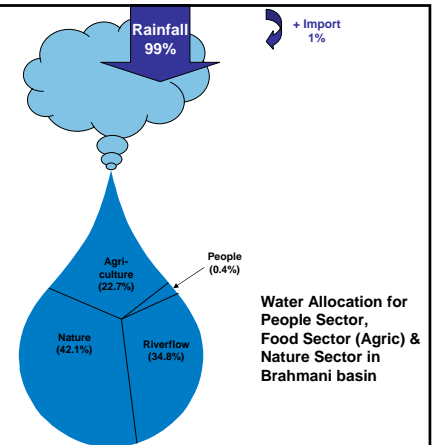 Rainfall
99%
+ Import
1%
People
(0.4%)
Agri-
culture
(22.7%)
Nature
(42.1%)
Riverflow
(34.8%)
Water Allocation for
People Sector,
Food Sector (Agric) &
Nature Sector in
Brahmani basin